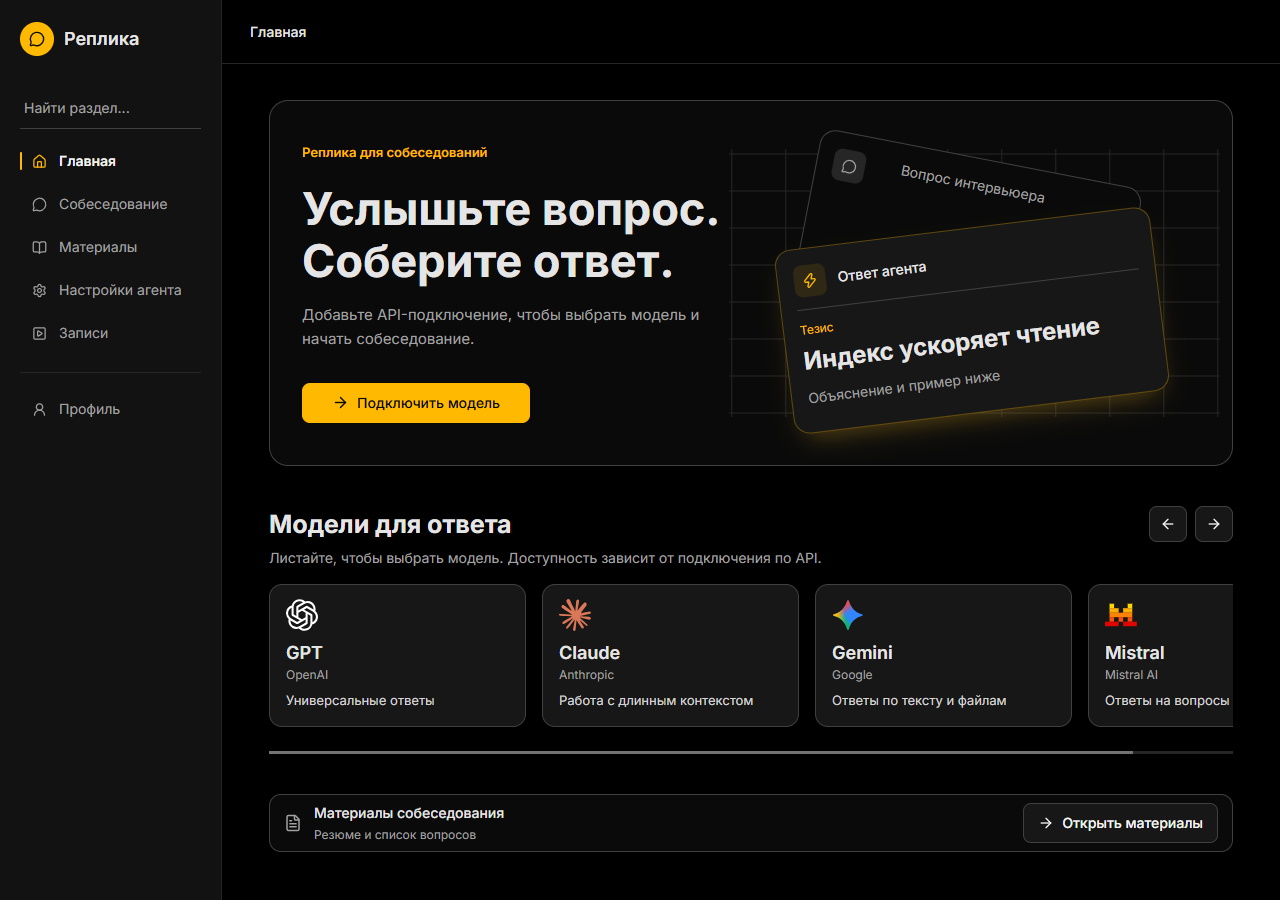 Реплика
Найти раздел...
Главная
Собеседование
Материалы
Настройки агента
Записи
Профиль
Главная
Реплика для собеседований
Услышьте вопрос.
Соберите ответ.
Добавьте API-подключение, чтобы выбрать модель и
начать собеседование.
Подключить модель
Вопрос интервьюера
Ответ агента
Тезис
Индекс ускоряет чтение
Объяснение и пример ниже
Модели для ответа
Листайте, чтобы выбрать модель. Доступность зависит от подключения по API.
GPT
OpenAI
Универсальные ответы
Claude
Anthropic
Работа с длинным контекстом
Gemini
Google
Ответы по тексту и файлам
Mistral
Mistral AI
Ответы на вопросы
Материалы собеседования
Резюме и список вопросов
Открыть материалы